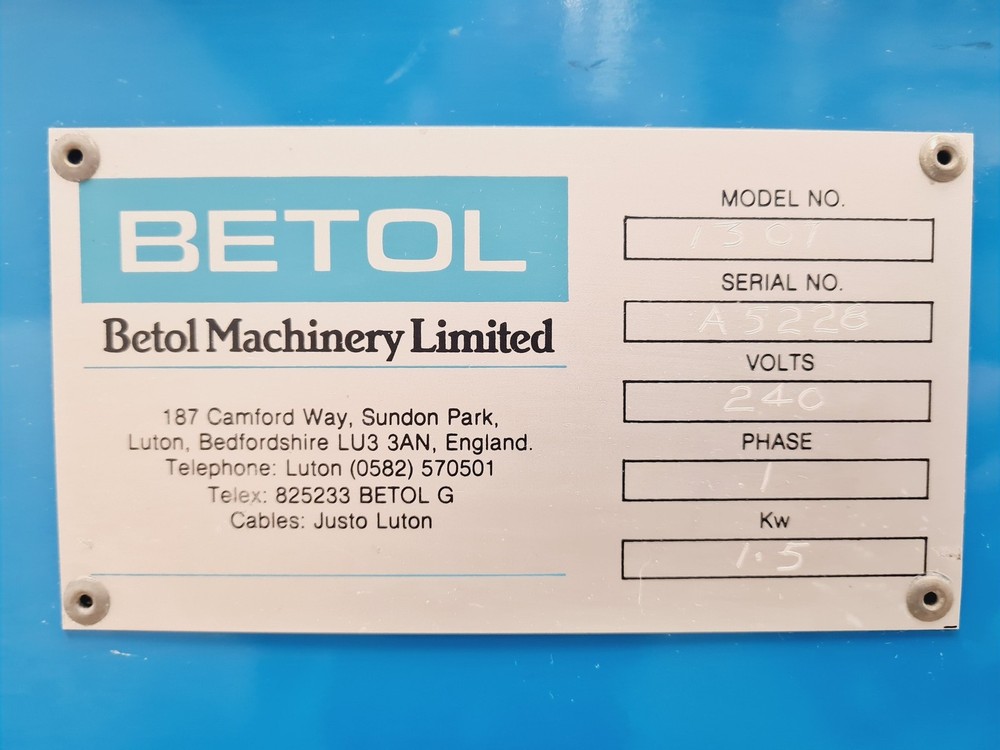 BETOL
Betol Machinery Limited
187 Camford Way, Sundon Park,
Luton, Bedfordshire LU3 3AN, England.
Telephone: Luton (0582) 570501
Telex: 825233 BETOL G
Cables: Justo Luton
MODEL NO.
SERIAL NO.
A5228
VOLTS
240
PHASE
1
Kw
1.5